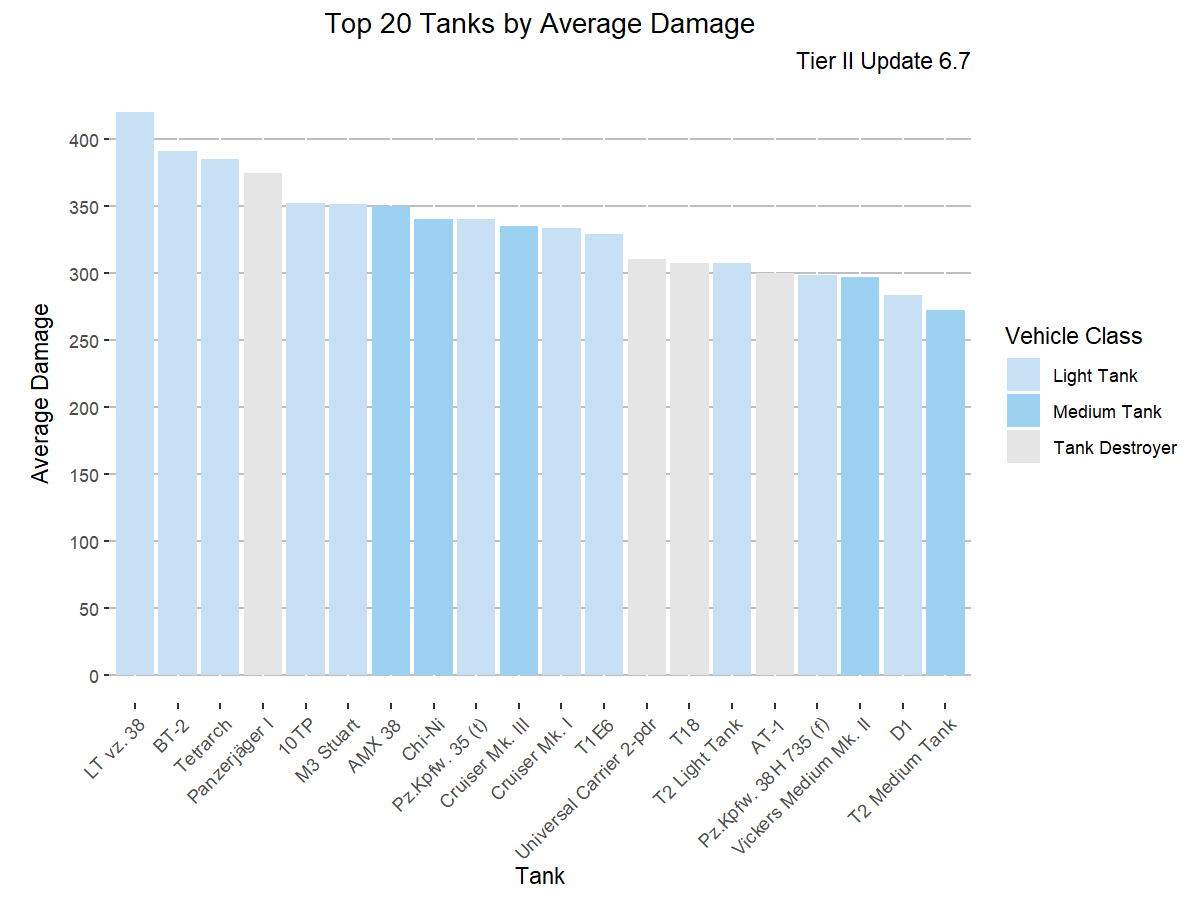 Top 20 Tanks by Average Damage
Tier II Update 6.7
Average Damage
400
350
300
250
200
150
100
50
0
LT vz. 38
BT-2
Tetrarch
Panzerjäger I
10TP
M3 Stuart
AMX 38
Chi-Ni
Pz.Kpfw. 35 (t)
Cruiser Mk. III
Cruiser Mk. I
T1E6
Universal Carrier 2-pdr
T18
T2 Light Tank
AT-1
Pz.Kpfw. 38 H 735 (f)
Vickers Medium Mk. II
D1
T2 Medium Tank
Tank
Vehicle Class
Light Tank
Medium Tank
Tank Destroyer